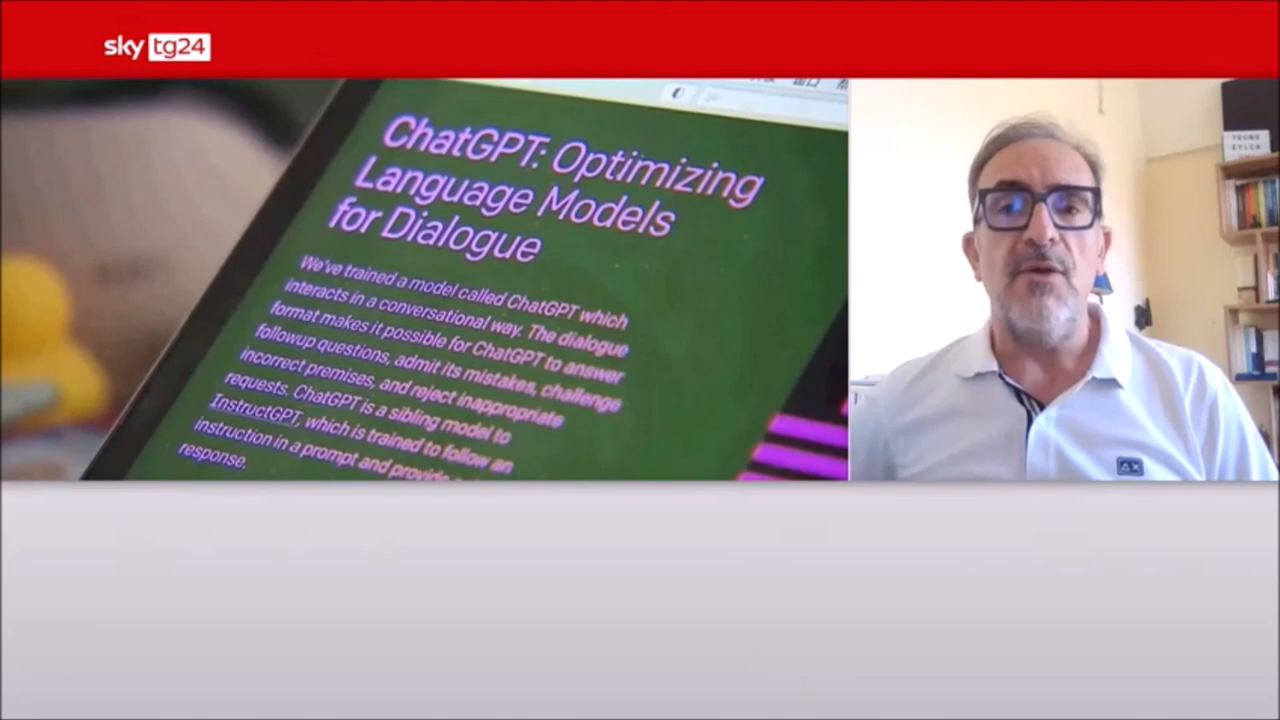 sky tg24
ChatGPT: Optimizing
Language Models
for Dialogue
We've trained a model called ChatGPT which
interacts in a conversational way. The dialogue
format makes it possible for ChatGPT to answer
followup questions, admit its mistakes, challenge
incorrect premises, and reject inappropriate
requests. ChatGPT is a sibling model to
InstructGPT, which is trained to follow an
instruction in a prompt and provide
response.
TECNO
ETICA
AX